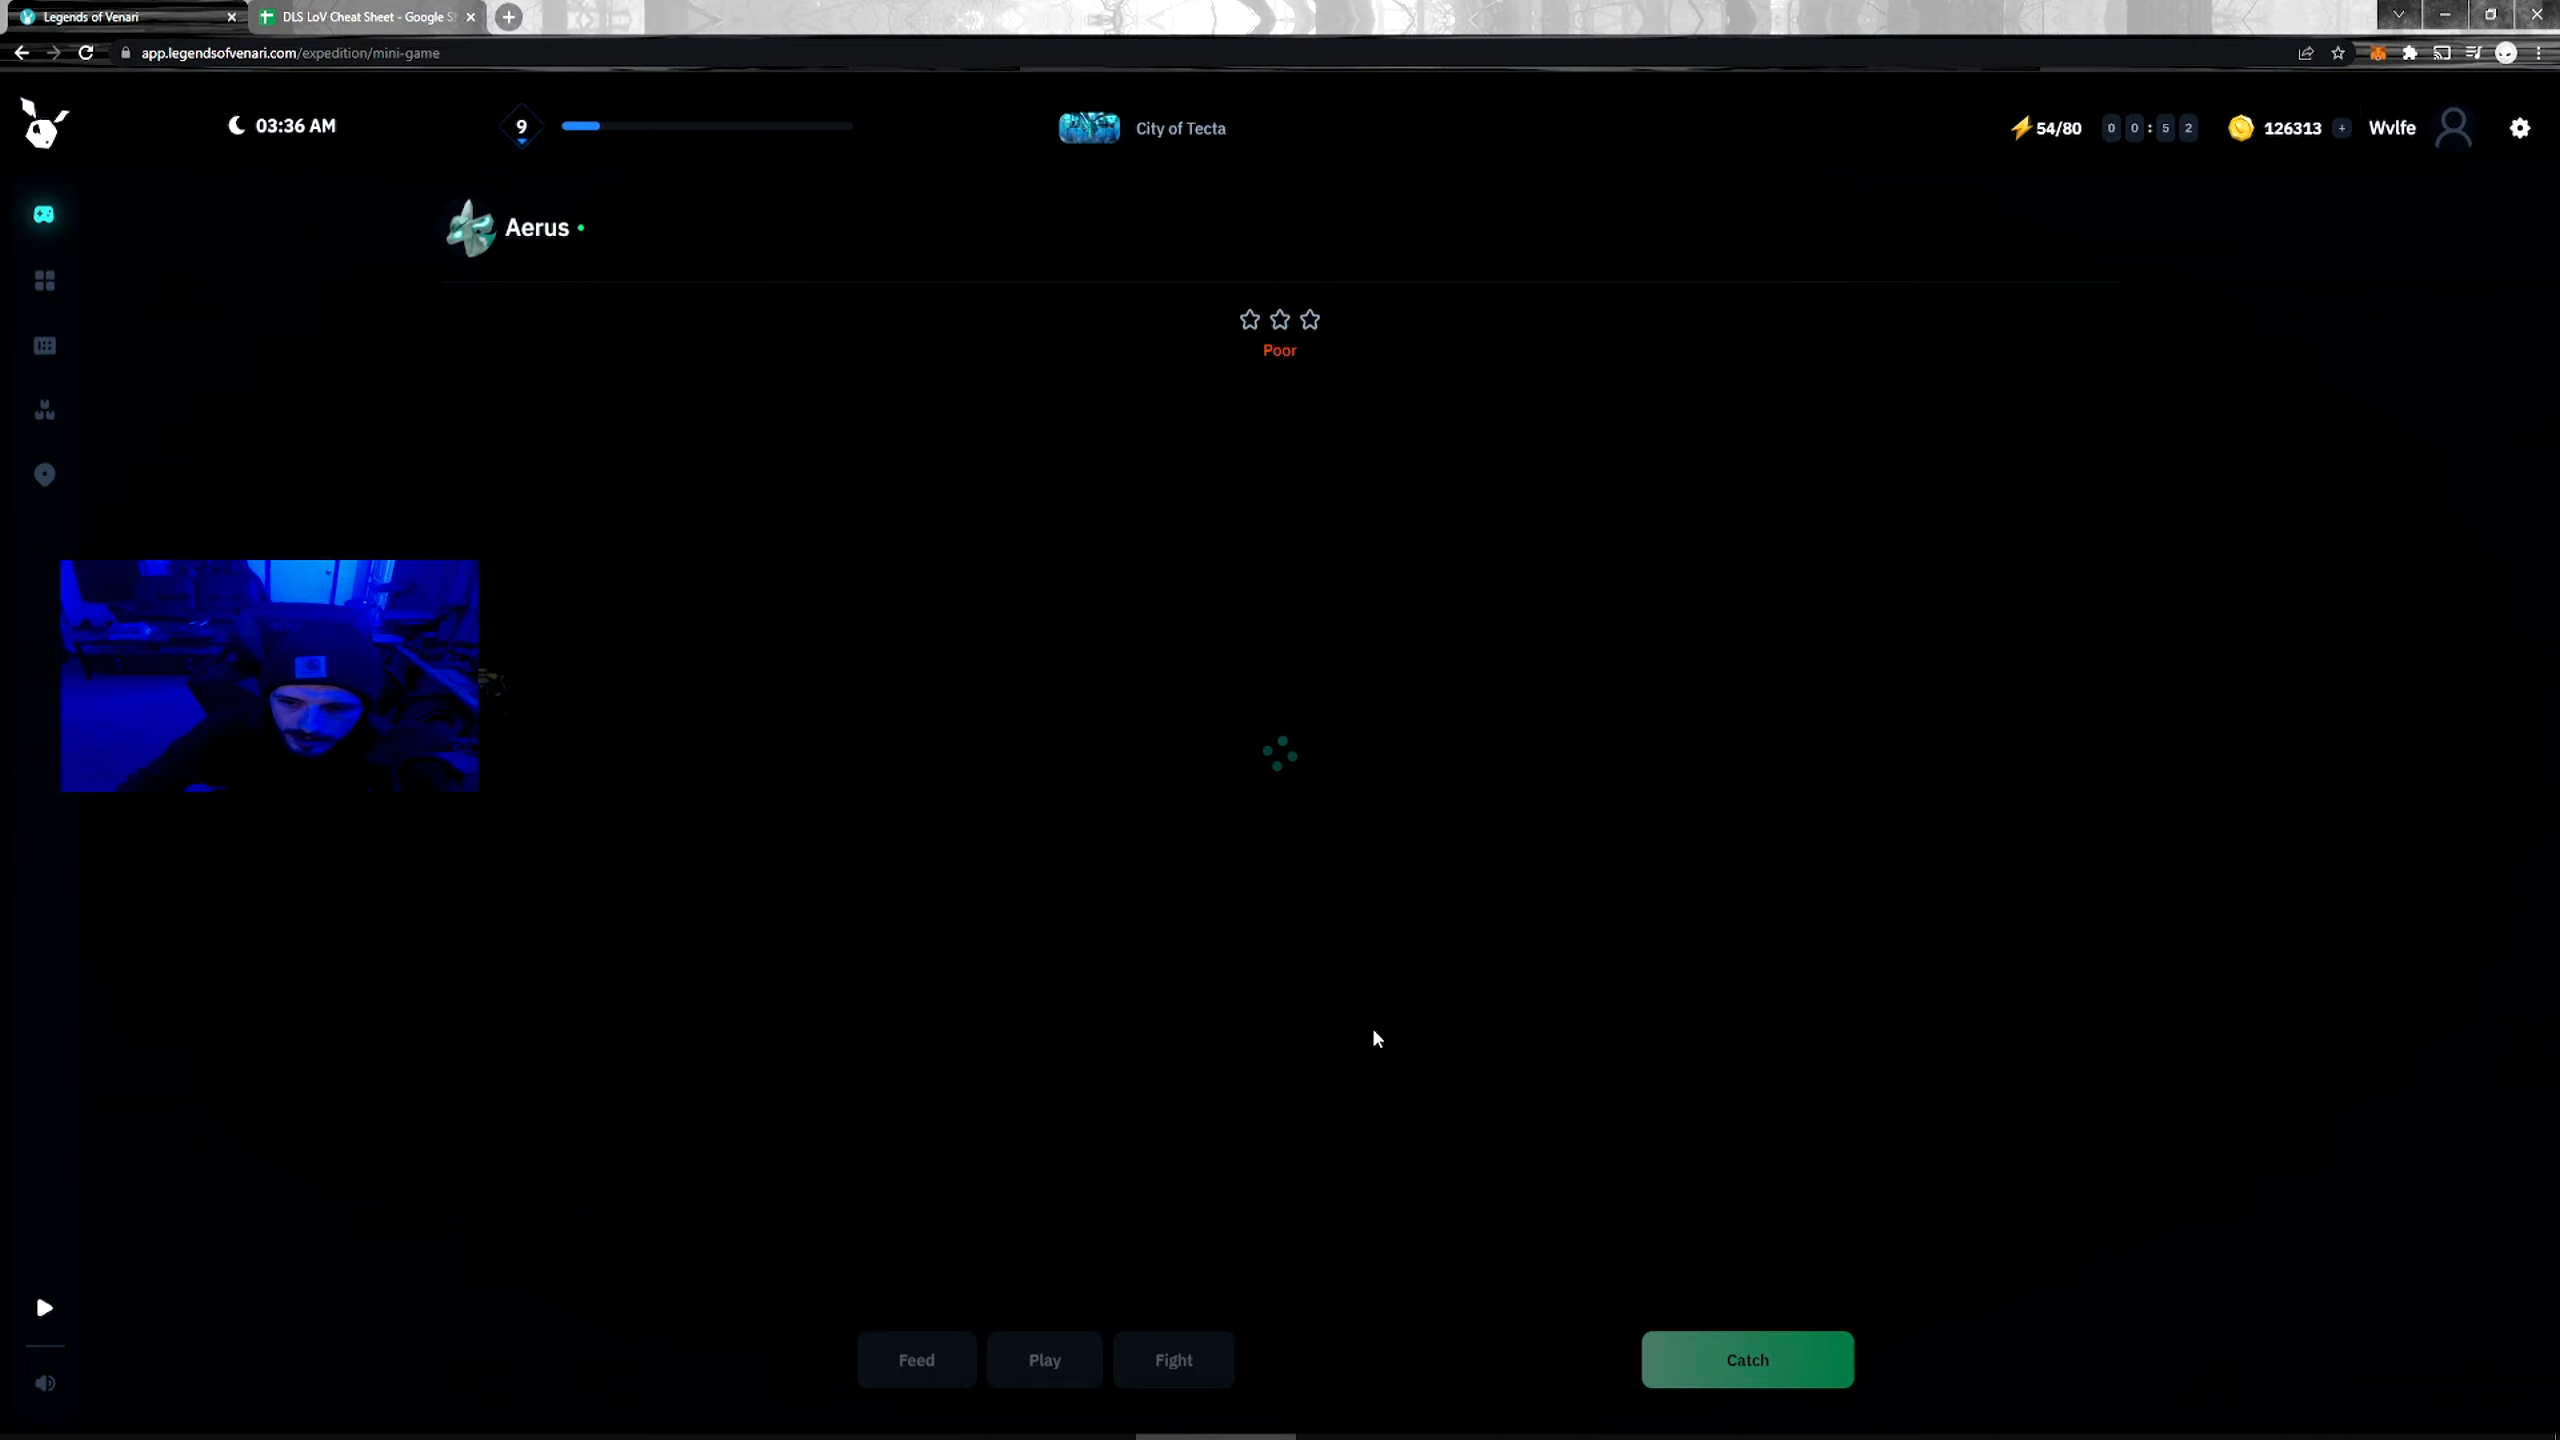 Legends of Venari
DLS LoV Cheat Sheet - Google S
app.legendsofvenari.com/expedition/mini-game
03:36 AM
9
City of Tecta
54/80
0 0 : 5 2
126313
+
Wvlfe
Aerus
Poor
Feed
Play
Fight
Catch